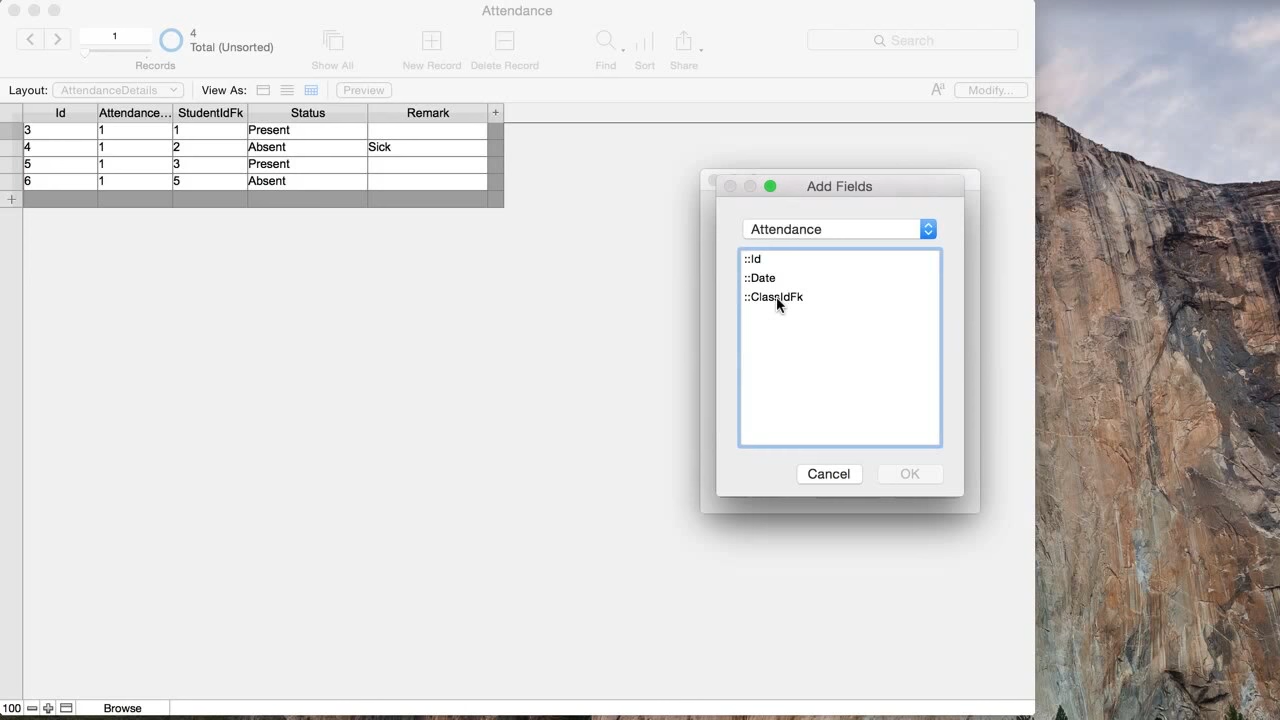 Attendance
1
4
Total (Unsorted)
Records
Show All
New Record
Delete Record
Find
Sort
Share
Search
Layout: AttendanceDetails
View As:
Preview
Aa
Modify...
Id Attendance... StudentIdFk Status Remark +
3 1 1 Present
4 1 2 Absent Sick
5 1 3 Present
6 1 5 Absent
+
Add Fields
Attendance
::Id
::Date
::ClassIdFk
Cancel
OK
100
Browse